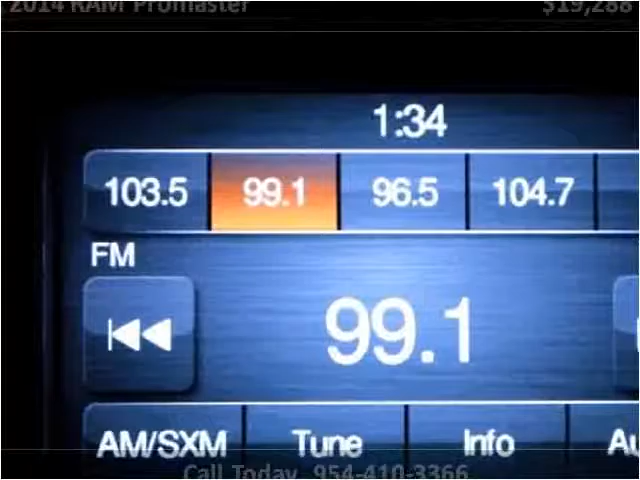 2014 RAM Promaster $19,288
1:34
103.5 99.1 96.5 104.7
FM
99.1
AM/SXM Tune Info Au
Call Today 954-410-3366